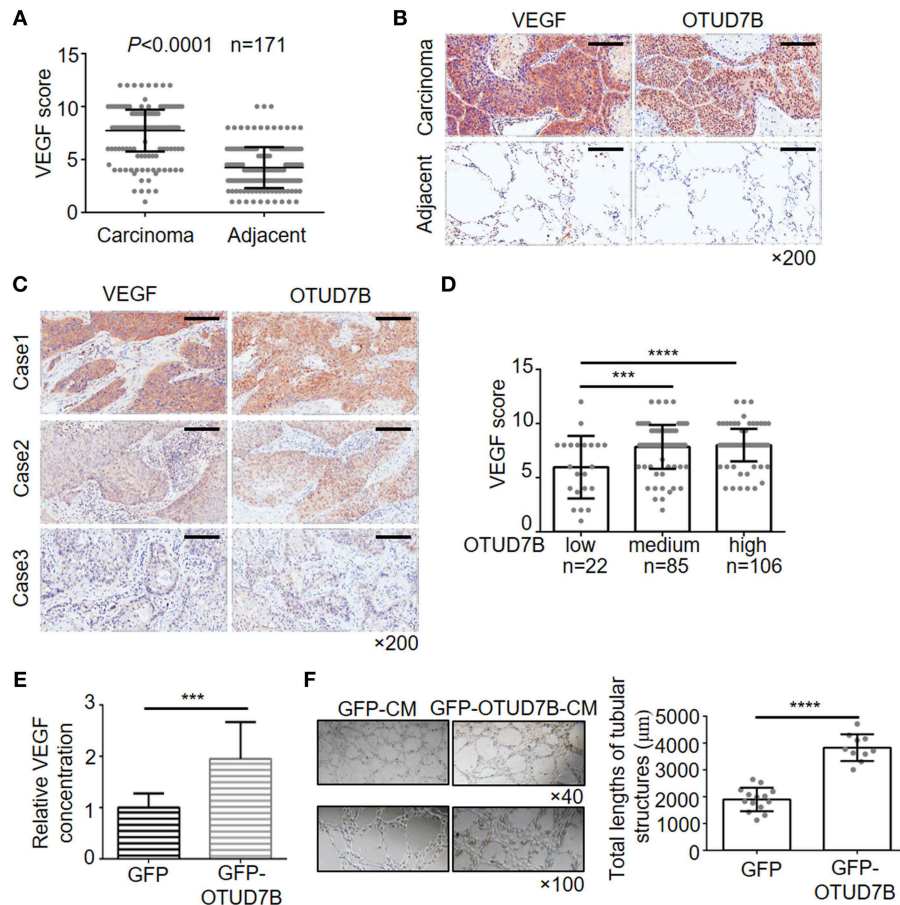 A
P<0.0001 n=171
VEGF score
15
10
5
0
Carcinoma Adjacent
B
VEGF OTUD7B
Carcinoma
Adjacent
×200
C
VEGF OTUD7B
Case1
Case2
Case3
×200
D
****
***
VEGF score
15
10
5
0
OTUD7B low medium high
n=22 n=85 n=106
E
***
Relative VEGF
concentration
3
2
1
0
GFP GFP-
OTUD7B
F
GFP-CM GFP-OTUD7B-CM
×40
×100
****
Total lengths of tubular
structures (μm)
5000
4000
3000
2000
1000
0
GFP GFP-
OTUD7B